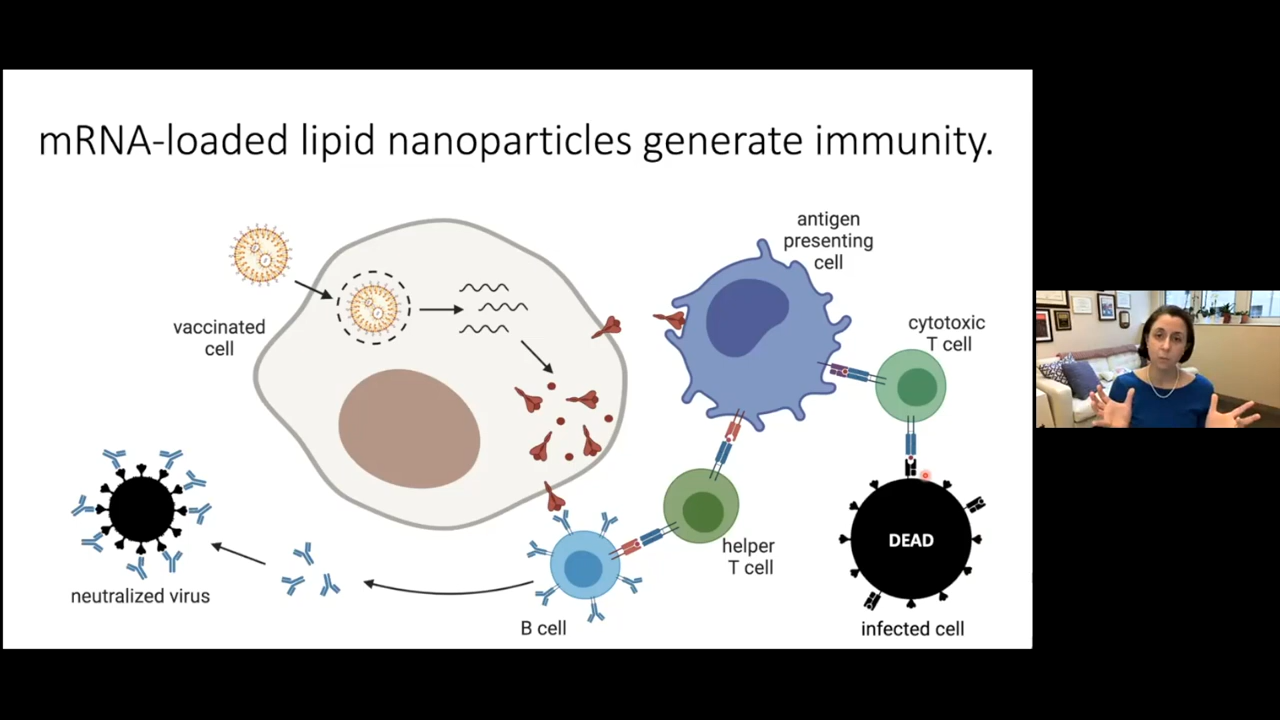 mRNA-loaded lipid nanoparticles generate immunity.
antigen
presenting
cell
vaccinated
cell
cytotoxic
T cell
helper
T cell
DEAD
neutralized virus
B cell
infected cell